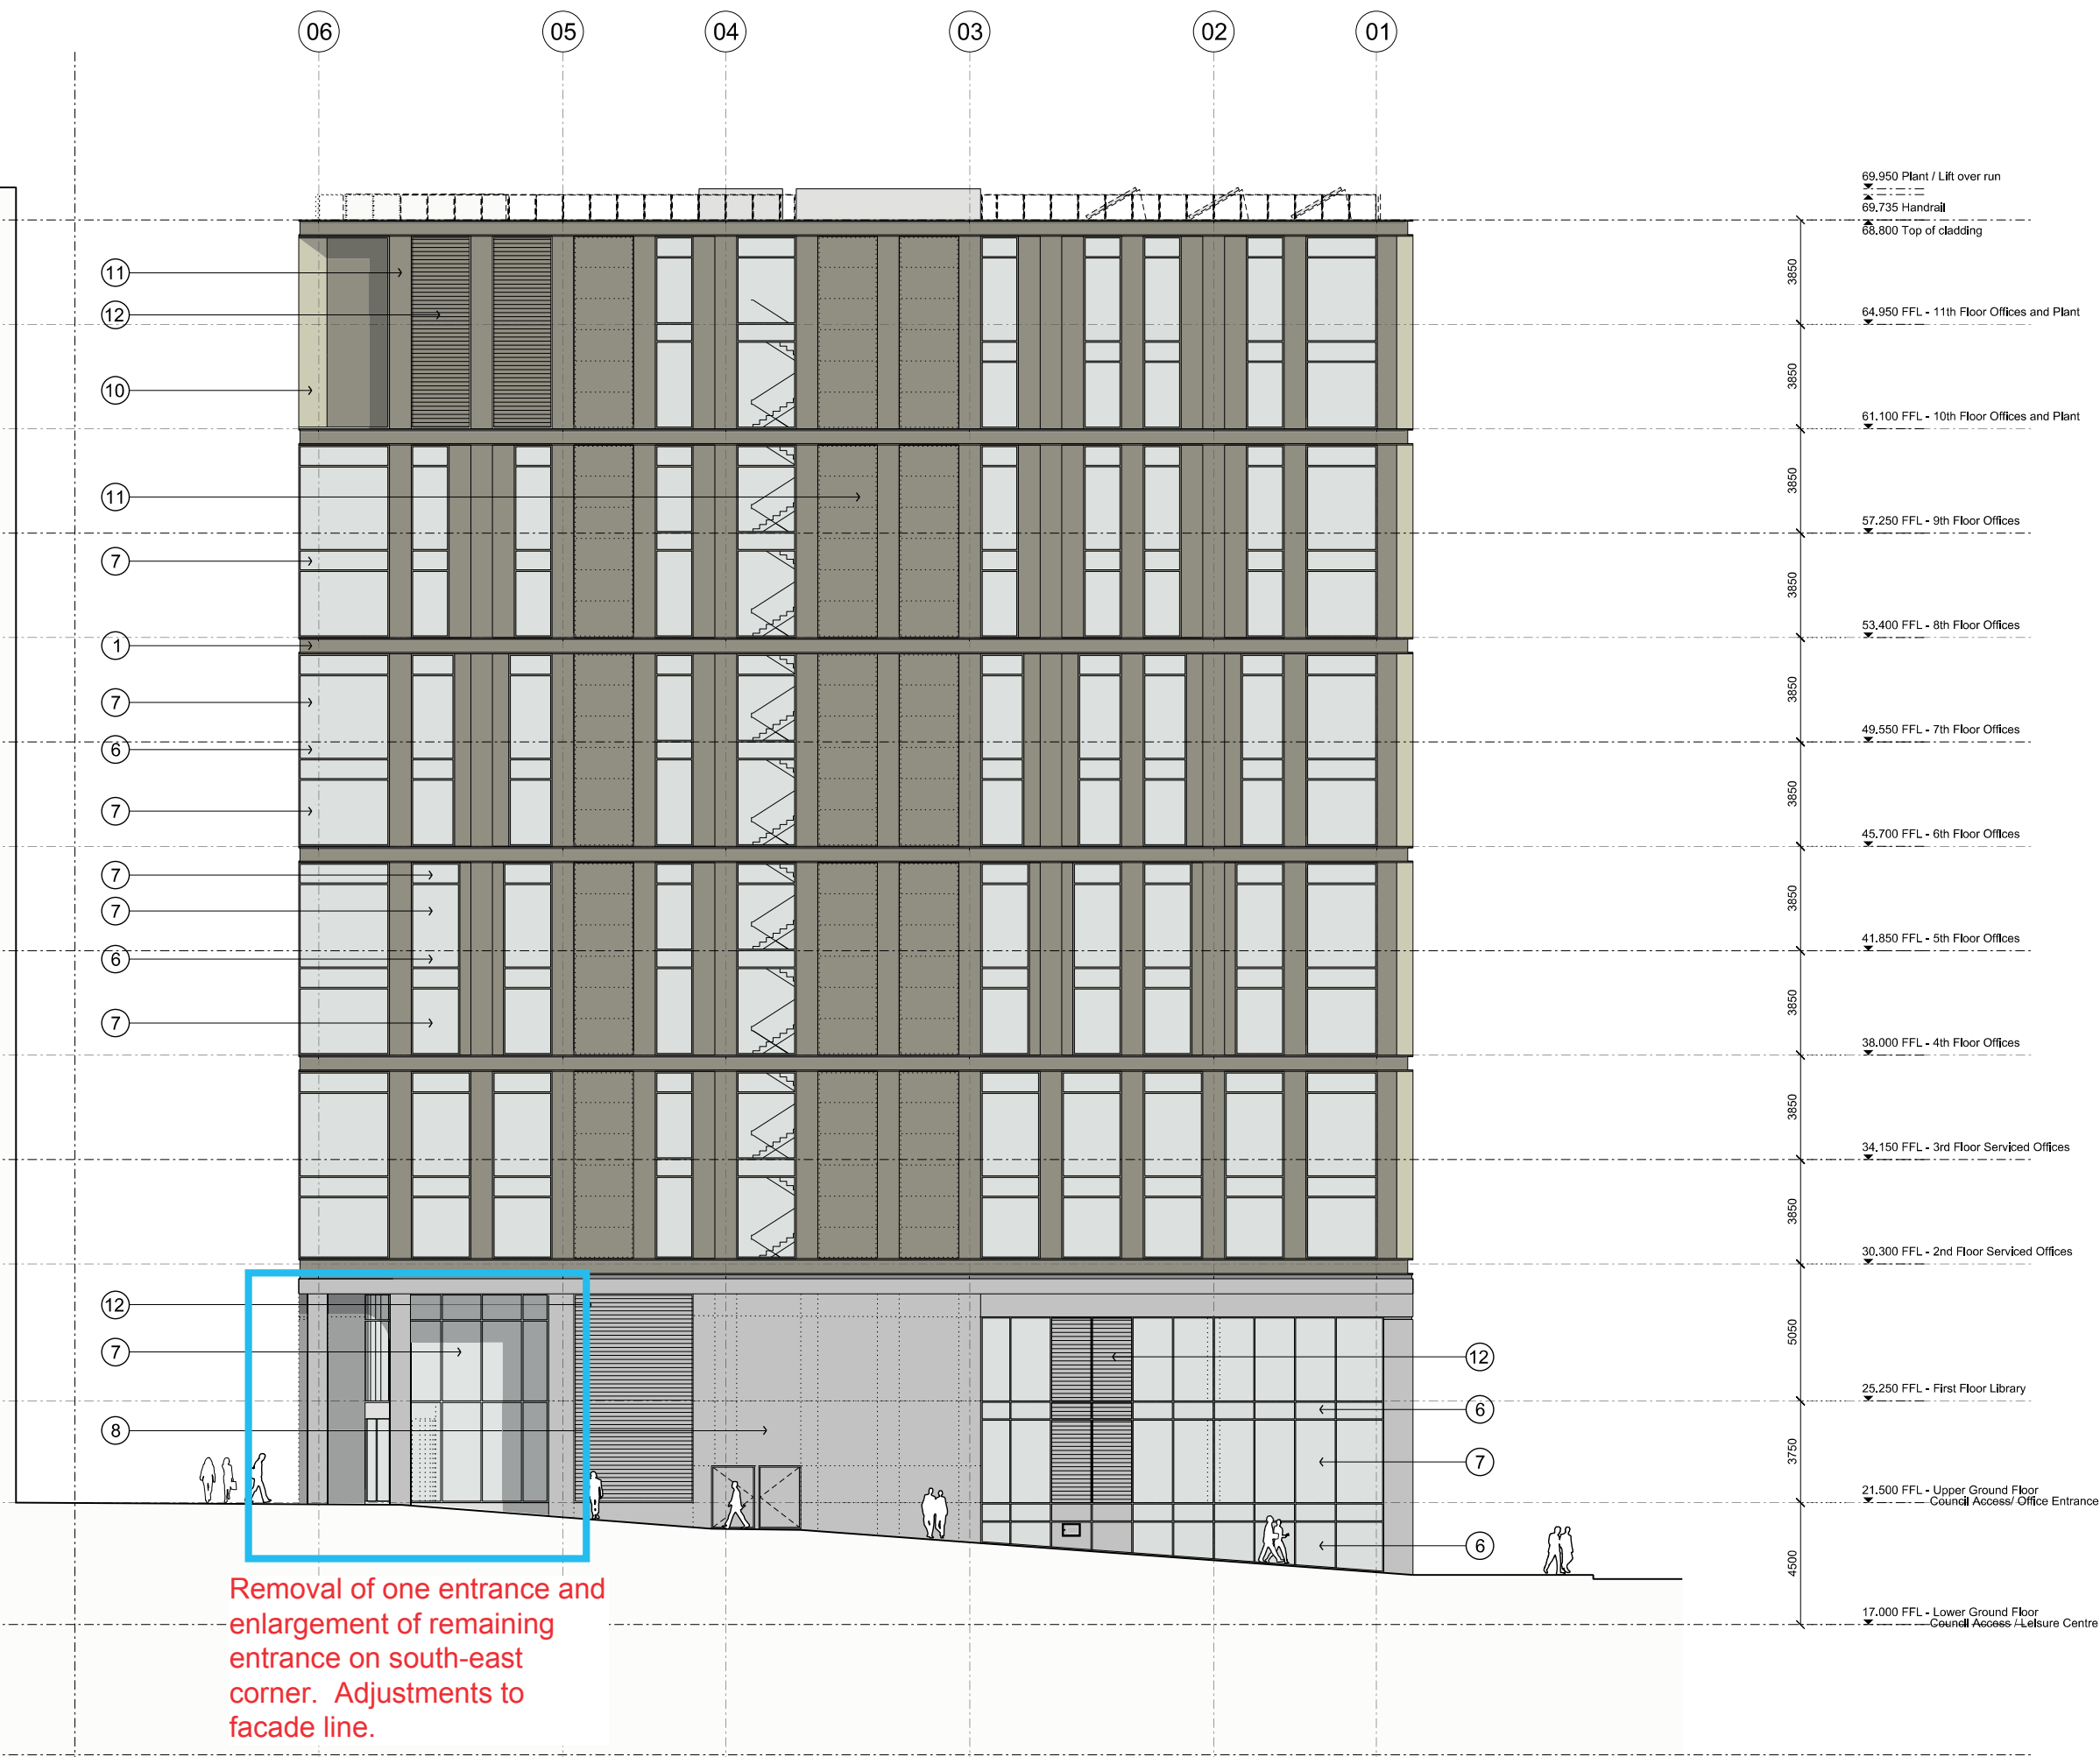 06 05 04 03 02 01
69.950 Plant / Lift over run
69.735 Handrail
68.800 Top of cladding
11
3850
12
64.950 FFL - 11th Floor Offices and Plant
10
3850
61.100 FFL - 10th Floor Offices and Plant
11
3850
57.250 FFL - 9th Floor Offices
7
3850
53.400 FFL - 8th Floor Offices
1
7
3850
49.550 FFL - 7th Floor Offices
6
7
3850
45.700 FFL - 6th Floor Offices
7
7
3850
41.850 FFL - 5th Floor Offices
6
7
3850
38.000 FFL - 4th Floor Offices
3850
34.150 FFL - 3rd Floor Serviced Offices
3850
30.300 FFL - 2nd Floor Serviced Offices
12
7
5050
12
25.250 FFL - First Floor Library
6
8
3750
7
21.500 FFL - Upper Ground Floor
Council Access/ Office Entrance
6
4500
17.000 FFL - Lower Ground Floor
Council Access / Leisure Centre
Removal of one entrance and
enlargement of remaining
entrance on south-east
corner.  Adjustments to
facade line.